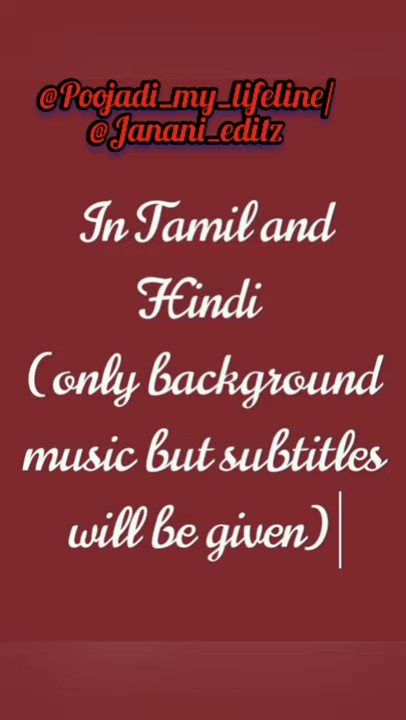 @Poojadi_my_lifeline/
@Janani_editz
In Tamil and
Hindi
(only background
music but subtitles
will be given)